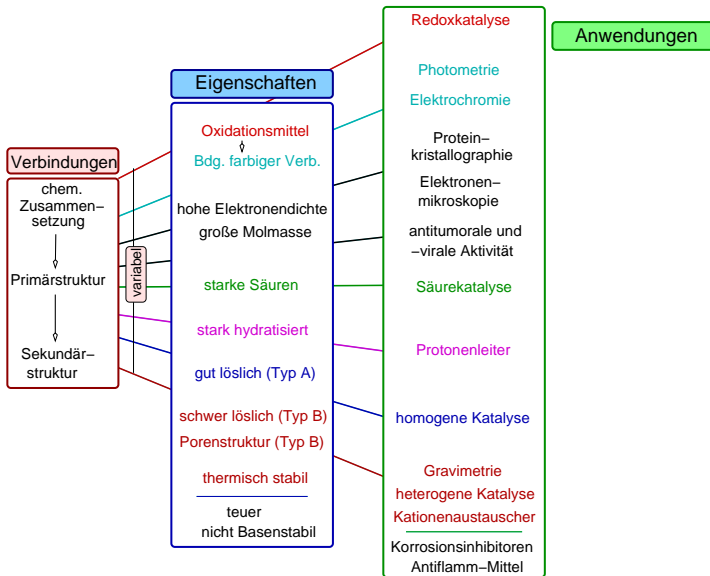 Verbindungen
chem.
Zusammen–
setzung
Primärstruktur
Sekundär–
struktur
variabel
Eigenschaften
Oxidationsmittel
Bdg. farbiger Verb.
hohe Elektronendichte
große Molmasse
starke Säuren
stark hydratisiert
gut löslich (Typ A)
schwer löslich (Typ B)
Porenstruktur (Typ B)
thermisch stabil
teuer
nicht Basenstabil
Anwendungen
Redoxkatalyse
Photometrie
Elektrochromie
Protein–
kristallographie
Elektronen–
mikroskopie
antitumorale und
–virale Aktivität
Säurekatalyse
Protonenleiter
homogene Katalyse
Gravimetrie
heterogene Katalyse
Kationenaustauscher
Korrosionsinhibitoren
Antiflamm–Mittel